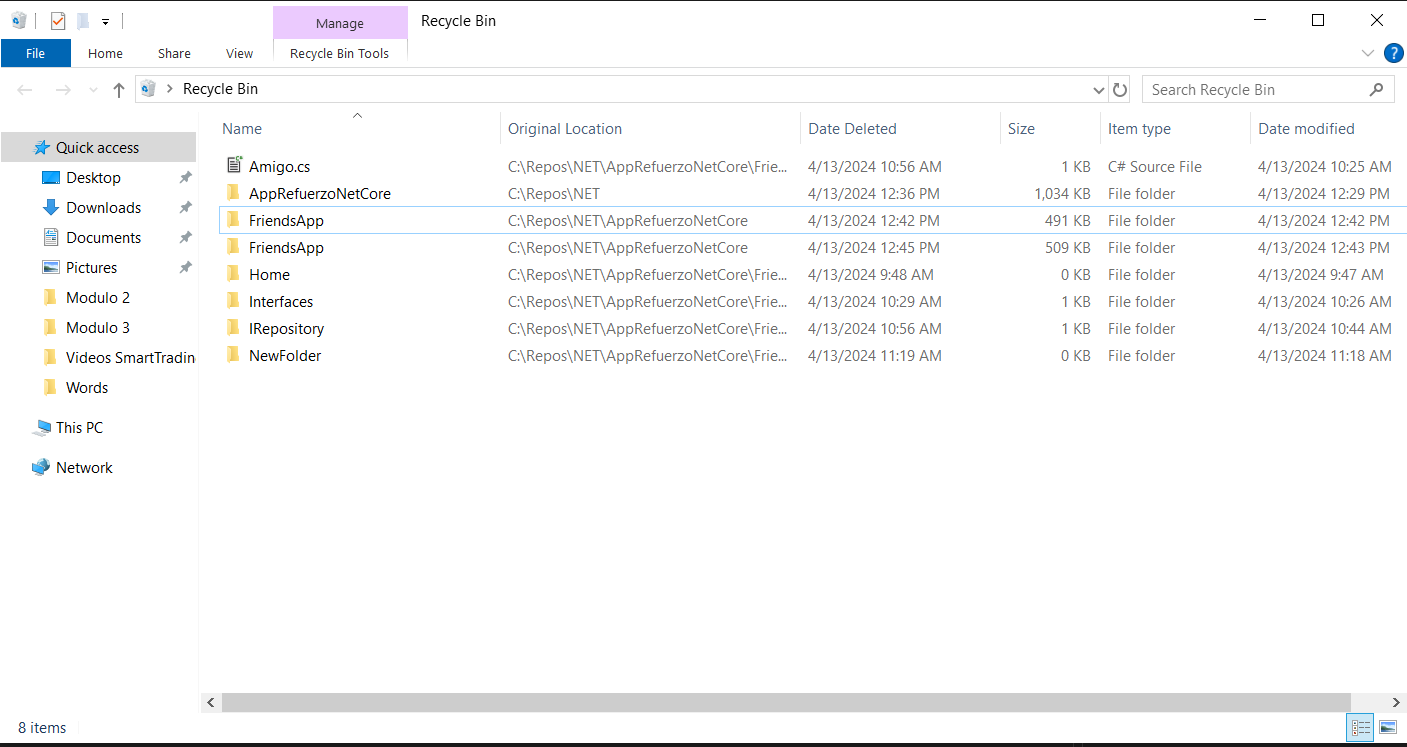 Manage
Recycle Bin
File
Home
Share
View
Recycle Bin Tools
?
Recycle Bin
Search Recycle Bin
Name
Original Location
Date Deleted
Size
Item type
Date modified
Quick access
Desktop
Downloads
Documents
Pictures
Modulo 2
Modulo 3
Videos SmartTradin
Words
This PC
Network
Amigo.cs C:\Repos\NET\AppRefuerzoNetCore\Frie... 4/13/2024 10:56 AM 1 KB C# Source File 4/13/2024 10:25 AM
AppRefuerzoNetCore C:\Repos\NET 4/13/2024 12:36 PM 1,034 KB File folder 4/13/2024 12:29 PM
FriendsApp C:\Repos\NET\AppRefuerzoNetCore 4/13/2024 12:42 PM 491 KB File folder 4/13/2024 12:42 PM
FriendsApp C:\Repos\NET\AppRefuerzoNetCore 4/13/2024 12:45 PM 509 KB File folder 4/13/2024 12:43 PM
Home C:\Repos\NET\AppRefuerzoNetCore\Frie... 4/13/2024 9:48 AM 0 KB File folder 4/13/2024 9:47 AM
Interfaces C:\Repos\NET\AppRefuerzoNetCore\Frie... 4/13/2024 10:29 AM 1 KB File folder 4/13/2024 10:26 AM
IRepository C:\Repos\NET\AppRefuerzoNetCore\Frie... 4/13/2024 10:56 AM 1 KB File folder 4/13/2024 10:44 AM
NewFolder C:\Repos\NET\AppRefuerzoNetCore\Frie... 4/13/2024 11:19 AM 0 KB File folder 4/13/2024 11:18 AM
8 items